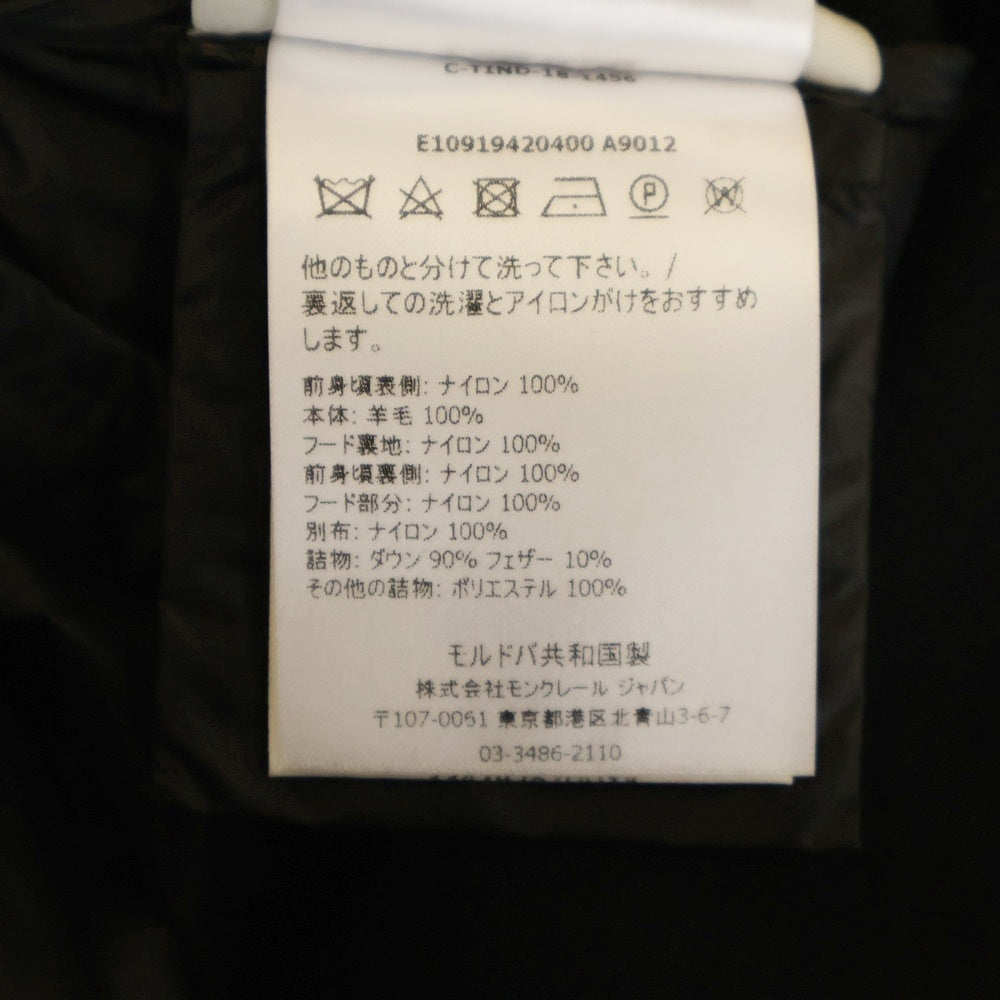 C-TIND-18-1456
E10919420400 A9012
P
他のものと分けて洗って下さい。/
裏返しての洗濯とアイロンがけをおすすめ
します。
前身頃表側: ナイロン 100%
本体: 羊毛 100%
フード裏地: ナイロン 100%
前身頃裏側: ナイロン 100%
フード部分: ナイロン 100%
別布: ナイロン 100%
詰物: ダウン 90% フェザー 10%
その他の詰物: ポリエステル 100%
モルドバ共和国製
株式会社モンクレール ジャパン
〒107-0061 東京都港区北青山3-6-7
03-3486-2110